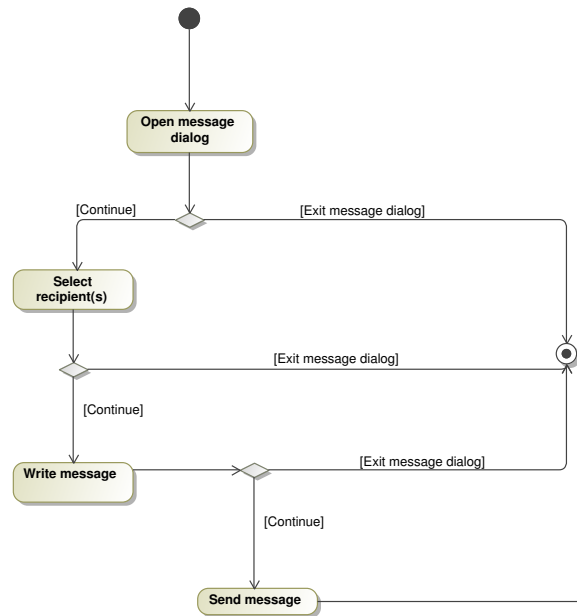 Open message
dialog
[Continue]
[Exit message dialog]
Select
recipient(s)
[Exit message dialog]
[Continue]
Write message
[Exit message dialog]
[Continue]
Send message